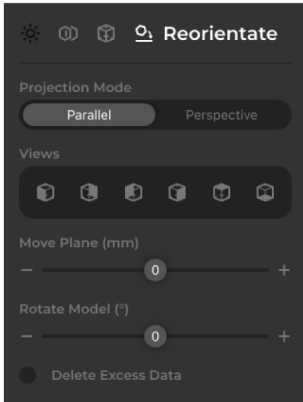 Reorientate
Projection Mode
Parallel Perspective
Views
Move Plane (mm)
− 0 +
Rotate Model (°)
− 0 +
Delete Excess Data